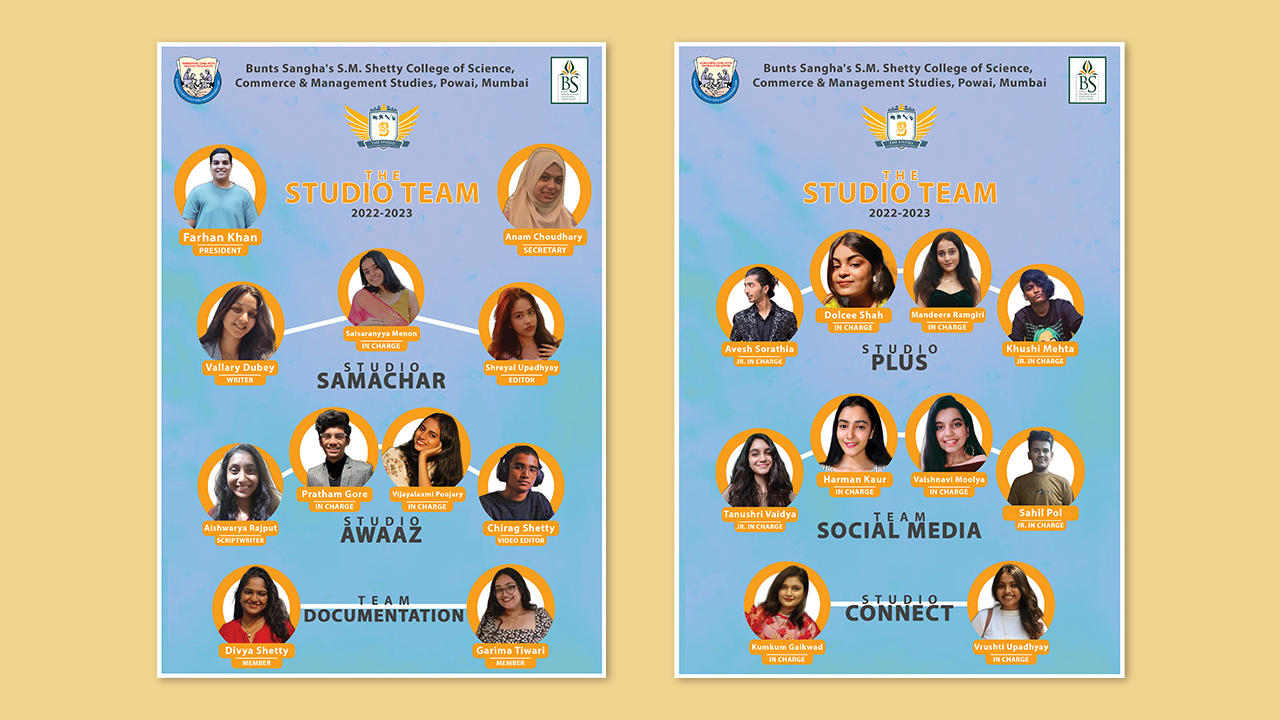 Bunts Sangha's S.M. Shetty College of Science,
Commerce & Management Studies, Powai, Mumbai
BS
S
THE STUDIO
THE
STUDIO TEAM
2022-2023
Farhan Khan
PRESIDENT
Anam Choudhary
SECRETARY
Saisaranyya Menon
IN CHARGE
Vallary Dubey
WRITER
Shreyal Upadhyay
EDITOR
STUDIO
SAMACHAR
Pratham Gore
IN CHARGE
Vijayalaxmi Poojary
IN CHARGE
Aishwarya Rajput
SCRIPTWRITER
Chirag Shetty
VIDEO EDITOR
STUDIO
AWAAZ
TEAM
DOCUMENTATION
Divya Shetty
MEMBER
Garima Tiwari
MEMBER
Bunts Sangha's S.M. Shetty College of Science,
Commerce & Management Studies, Powai, Mumbai
BS
S
THE STUDIO
THE
STUDIO TEAM
2022-2023
Dolcee Shah
IN CHARGE
Mandeera Ramgiri
IN CHARGE
Avesh Sorathia
JR. IN CHARGE
Khushi Mehta
JR. IN CHARGE
STUDIO
PLUS
Harman Kaur
IN CHARGE
Vaishnavi Moolya
IN CHARGE
Tanushri Vaidya
JR. IN CHARGE
Sahil Pol
JR. IN CHARGE
TEAM
SOCIAL MEDIA
STUDIO
CONNECT
Kumkum Gaikwad
IN CHARGE
Vrushti Upadhyay
IN CHARGE